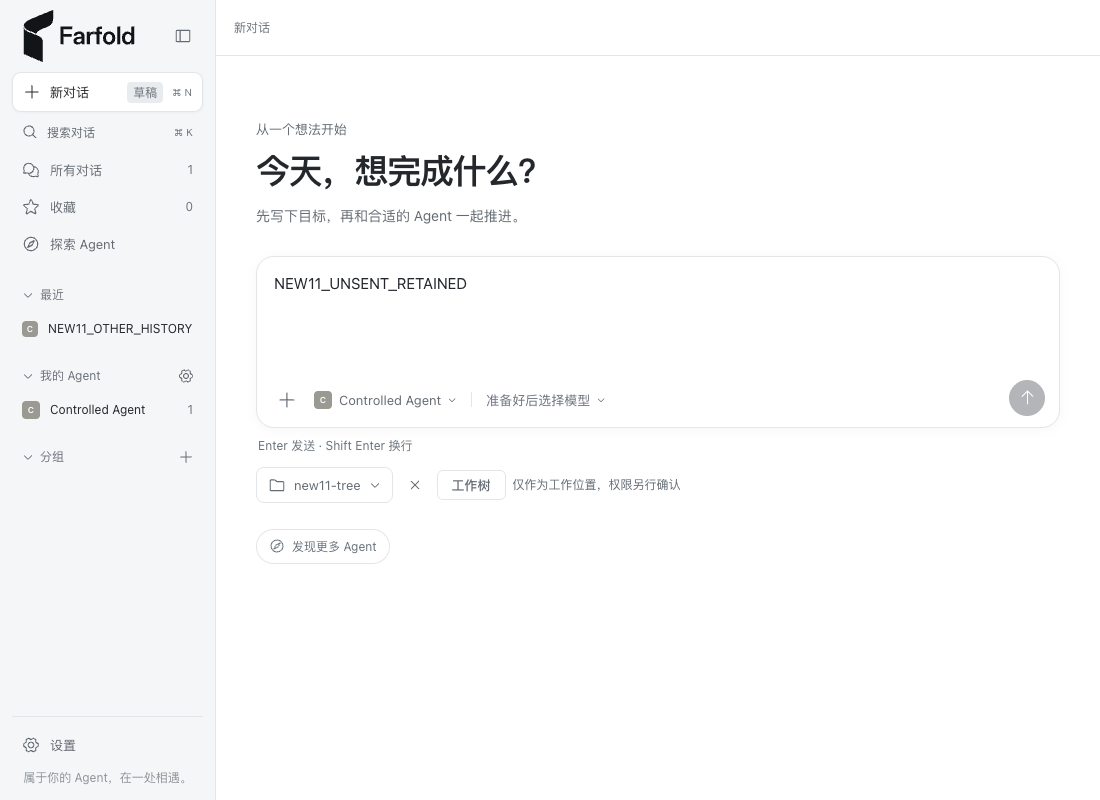 Farfold
新对话 草稿 ⌘ N
搜索对话 ⌘ K
所有对话 1
收藏 0
探索 Agent
最近
C NEW11_OTHER_HISTORY
我的 Agent
C Controlled Agent 1
分组
设置
属于你的 Agent，在一处相遇。
新对话
从一个想法开始
今天，想完成什么?
先写下目标，再和合适的 Agent 一起推进。
NEW11_UNSENT_RETAINED
C Controlled Agent 准备好后选择模型
Enter 发送 · Shift Enter 换行
new11-tree 工作树 仅作为工作位置，权限另行确认
发现更多 Agent